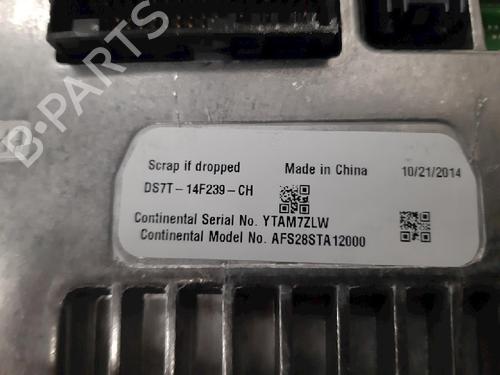 B-PARTS
Scrap if dropped Made in China 10/21/2014
DS7T-14F239-CH
Continental Serial No. YTAM7ZLW
Continental Model No. AFS28STA12000